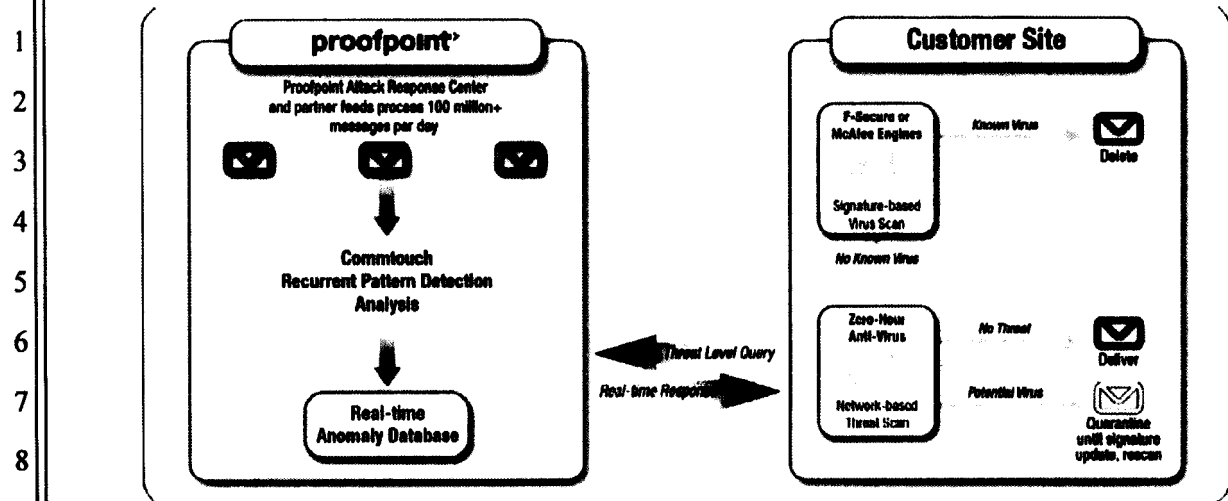 1
2
3
4
5
6
7
8
proofpoint>
Proofpoint Attack Response Center
and partner feeds process 100 million+
messages per day
Commtouch
Recurrent Pattern Detection
Analysis
Real-time
Anomaly Database
Threat Level Query
Real-time Response
Customer Site
F-Secure or
McAfee Engines
Signature-based
Virus Scan
Known Virus
Delete
No Known Virus
Zero-Hour
Anti-Virus
Network-based
Threat Scan
No Threat
Deliver
Potential Virus
Quarantine
until signature
update, rescan